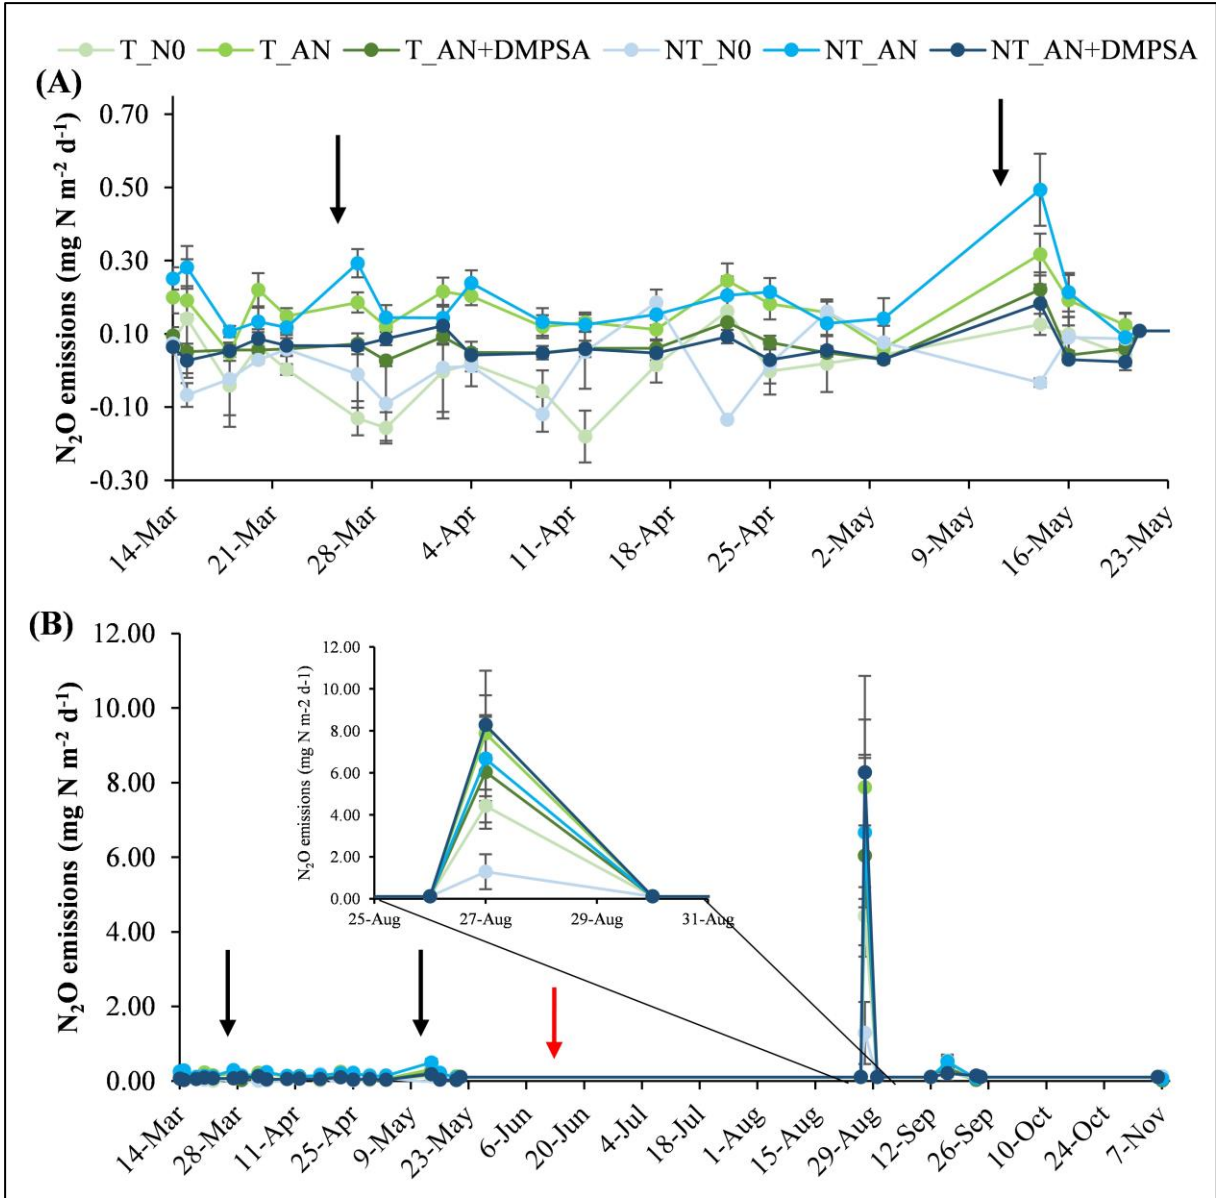 T_N0 T_AN T_AN+DMPSA NT_N0 NT_AN NT_AN+DMPSA
(A)
N₂O emissions (mg N m⁻² d⁻¹)
0.70
0.50
0.30
0.10
-0.10
-0.30
14-Mar 21-Mar 28-Mar 4-Apr 11-Apr 18-Apr 25-Apr 2-May 9-May 16-May 23-May
(B)
N₂O emissions (mg N m⁻² d⁻¹)
12.00
10.00
8.00
6.00
4.00
2.00
0.00
N₂O emissions (mg N m-2 d-1)
12.00
10.00
8.00
6.00
4.00
2.00
0.00
25-Aug 27-Aug 29-Aug 31-Aug
14-Mar 28-Mar 11-Apr 25-Apr 9-May 23-May 6-Jun 20-Jun 4-Jul 18-Jul 1-Aug 15-Aug 29-Aug 12-Sep 26-Sep 10-Oct 24-Oct 7-Nov